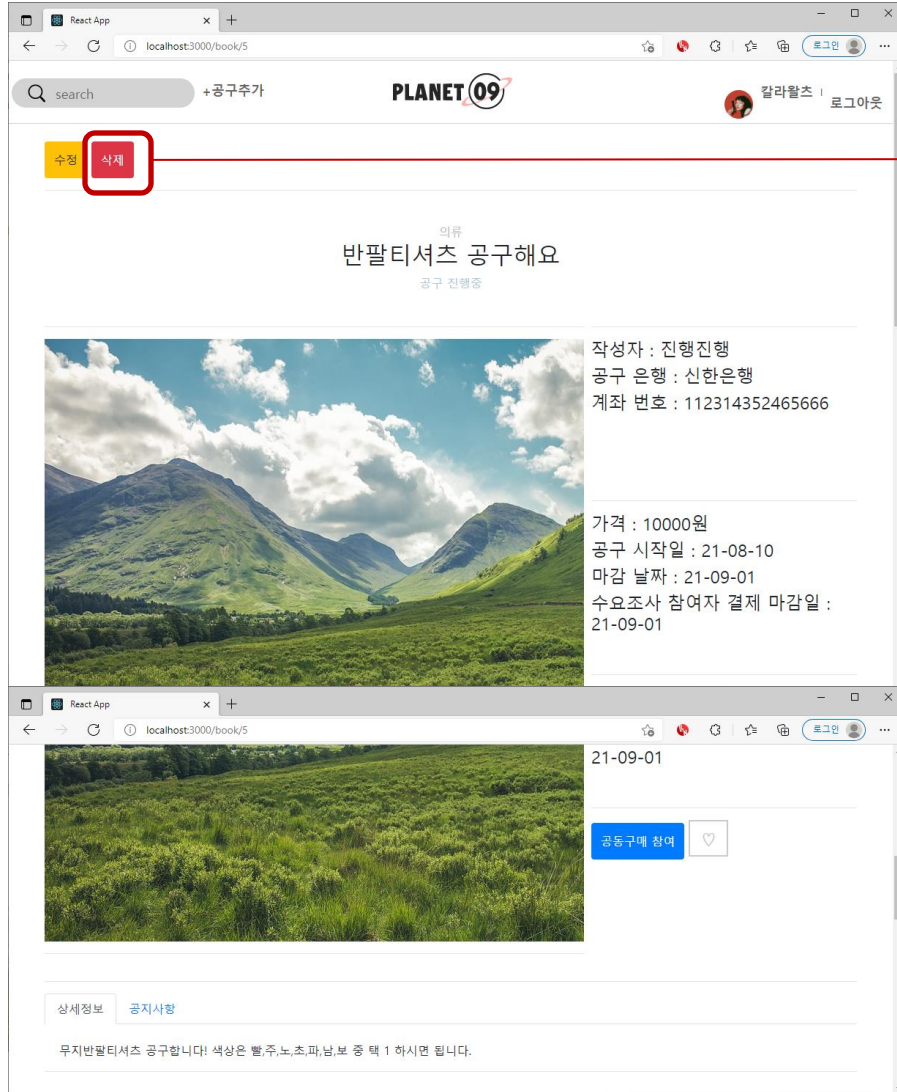 React App
localhost:3000/book/5
로그인
search
+공구추가
PLANET 09
칼라왈츠
로그아웃
수정
삭제
의류
반팔티셔츠 공구해요
공구 진행중
작성자 : 진행진행
공구 은행 : 신한은행
계좌 번호 : 112314352465666
가격 : 10000원
공구 시작일 : 21-08-10
마감 날짜 : 21-09-01
수요조사 참여자 결제 마감일 :
21-09-01
React App
localhost:3000/book/5
로그인
21-09-01
공동구매 참여
상세정보
공지사항
무지반팔티셔츠 공구합니다! 색상은 빨,주,노,초,파,남,보 중 택 1 하시면 됩니다.